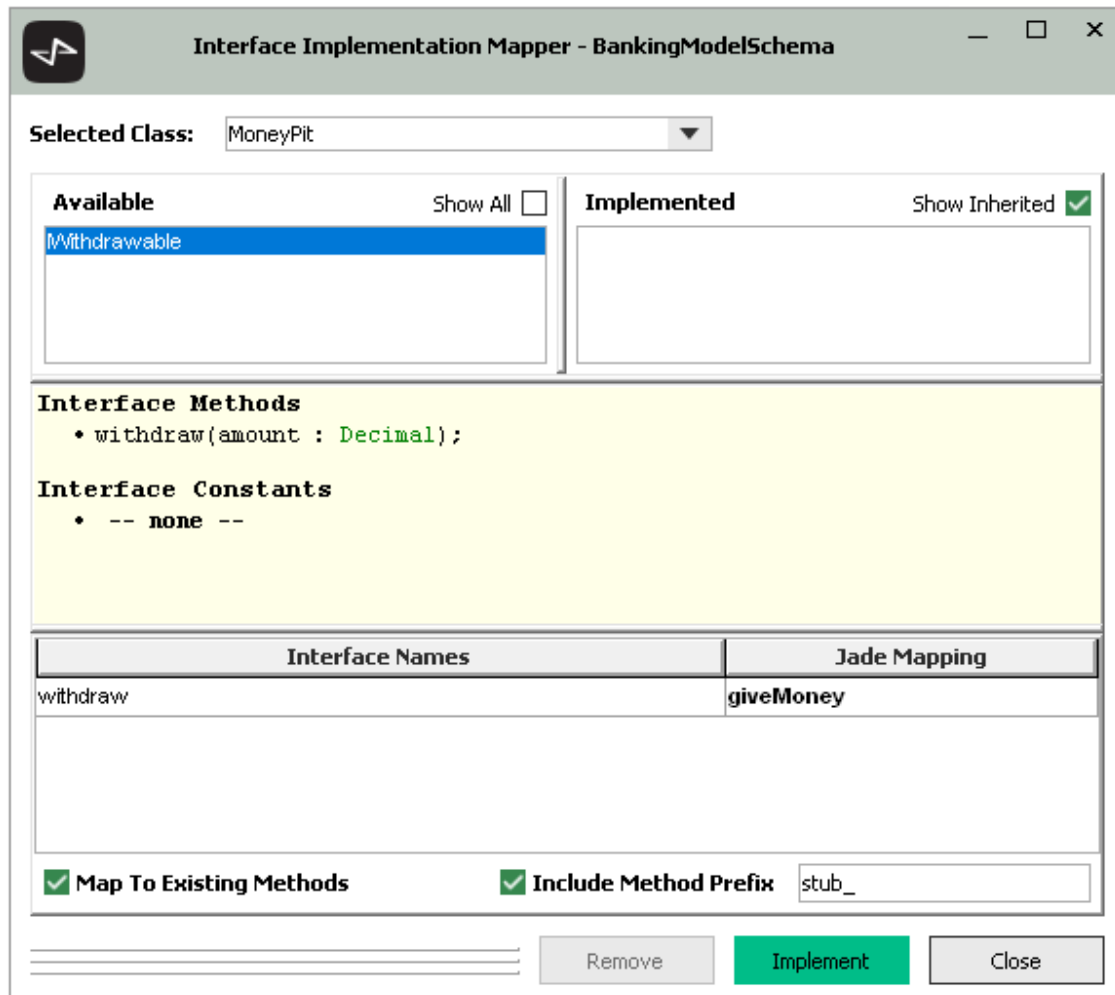 Interface Implementation Mapper - BankingModelSchema
Selected Class: MoneyPit
Available Show All
Implemented Show Inherited
IWithdrawable
Interface Methods
• withdraw(amount : Decimal);
Interface Constants
• -- none --
Interface Names Jade Mapping
withdraw giveMoney
Map To Existing Methods Include Method Prefix stub_
Remove Implement Close